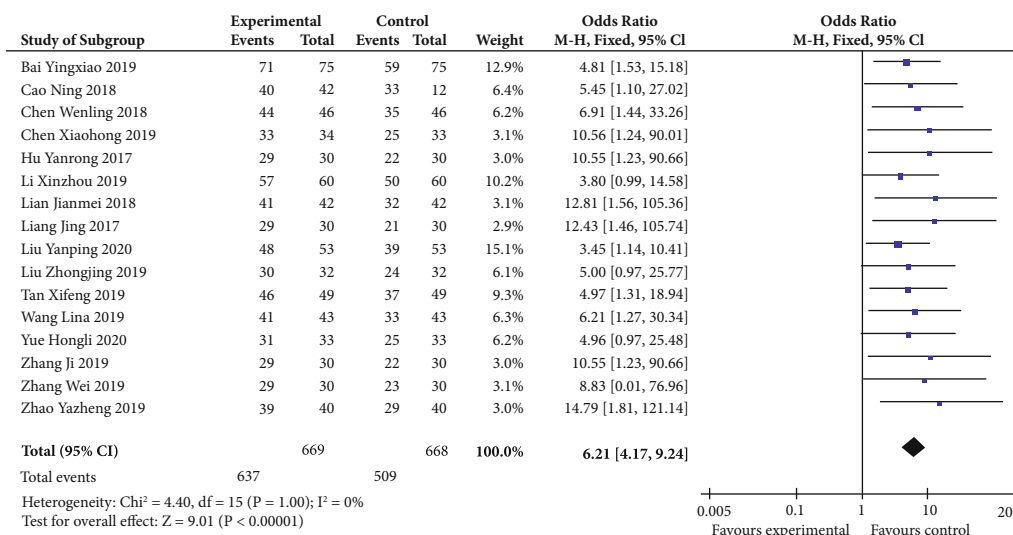 Experimental Control Odds Ratio Odds Ratio
Study of Subgroup Events Total Events Total Weight M-H, Fixed, 95% Cl M-H, Fixed, 95% Cl
Bai Yingxiao 2019 71 75 59 75 12.9% 4.81 [1.53, 15.18]
Cao Ning 2018 40 42 33 12 6.4% 5.45 [1.10, 27.02]
Chen Wenling 2018 44 46 35 46 6.2% 6.91 [1.44, 33.26]
Chen Xiaohong 2019 33 34 25 33 3.1% 10.56 [1.24, 90.01]
Hu Yanrong 2017 29 30 22 30 3.0% 10.55 [1.23, 90.66]
Li Xinzhou 2019 57 60 50 60 10.2% 3.80 [0.99, 14.58]
Lian Jianmei 2018 41 42 32 42 3.1% 12.81 [1.56, 105.36]
Liang Jing 2017 29 30 21 30 2.9% 12.43 [1.46, 105.74]
Liu Yanping 2020 48 53 39 53 15.1% 3.45 [1.14, 10.41]
Liu Zhongjing 2019 30 32 24 32 6.1% 5.00 [0.97, 25.77]
Tan Xifeng 2019 46 49 37 49 9.3% 4.97 [1.31, 18.94]
Wang Lina 2019 41 43 33 43 6.3% 6.21 [1.27, 30.34]
Yue Hongli 2020 31 33 25 33 6.2% 4.96 [0.97, 25.48]
Zhang Ji 2019 29 30 22 30 3.0% 10.55 [1.23, 90.66]
Zhang Wei 2019 29 30 23 30 3.1% 8.83 [0.01, 76.96]
Zhao Yazheng 2019 39 40 29 40 3.0% 14.79 [1.81, 121.14]
Total (95% CI) 669 668 100.0% 6.21 [4.17, 9.24]
Total events 637 509
Heterogeneity: Chi² = 4.40, df = 15 (P = 1.00); I² = 0%
Test for overall effect: Z = 9.01 (P < 0.00001)
0.005 0.1 1 10 20
Favours experimental Favours control